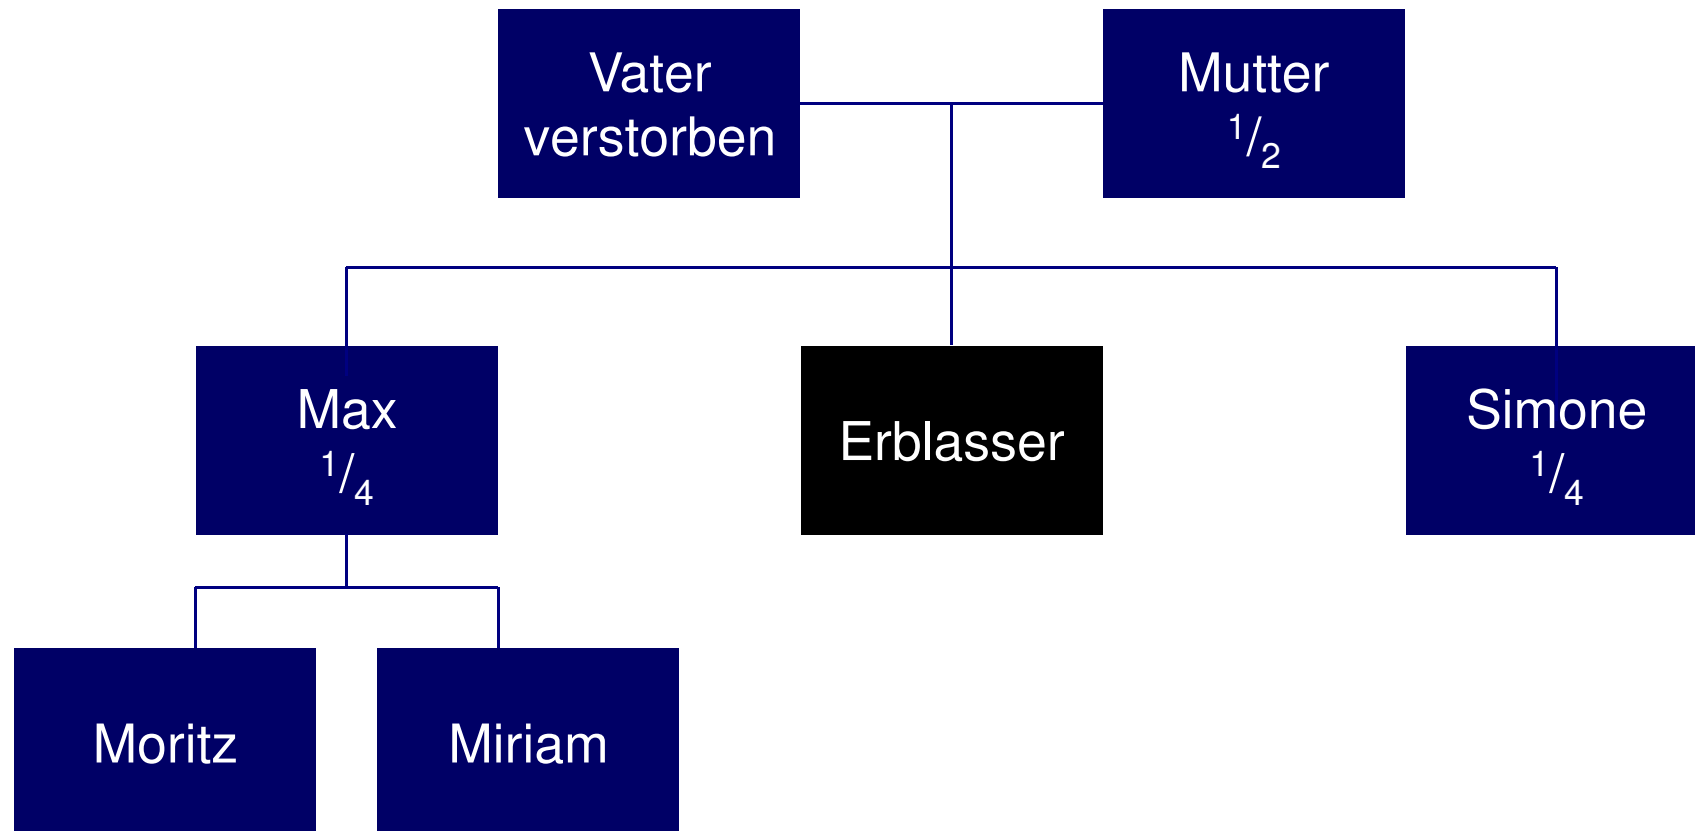 Vater
verstorben
Mutter
1/2
Max
1/4
Erblasser
Simone
1/4
Moritz
Miriam